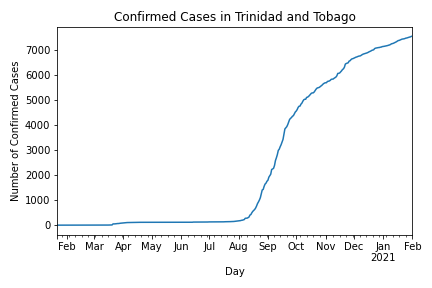 Confirmed Cases in Trinidad and Tobago
Number of Confirmed Cases
7000
6000
5000
4000
3000
2000
1000
0
Feb Mar Apr May Jun Jul Aug Sep Oct Nov Dec Jan Feb
2021
Day